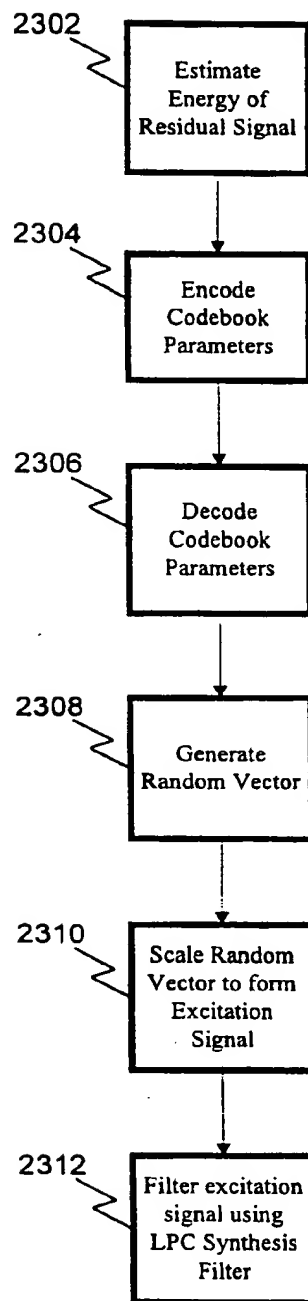 2302
Estimate
Energy of
Residual Signal
2304
Encode
Codebook
Parameters
2306
Decode
Codebook
Parameters
2308
Generate
Random Vector
2310
Scale Random
Vector to form
Excitation
Signal
2312
Filter excitation
signal using
LPC Synthesis
Filter